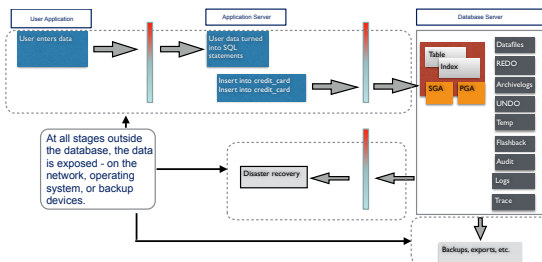 User Application
Application Server
Database Server
User enters data
User data turned
into SQL
statements
Insert into credit_card
Insert into credit_card
Table
Index
SGA
PGA
Datafiles
REDO
Archivelogs
UNDO
Temp
Flashback
Audit
Logs
Trace
At all stages outside
the database, the data
is exposed - on the
network, operating
system, or backup
devices.
Disaster recovery
Backups, exports, etc.